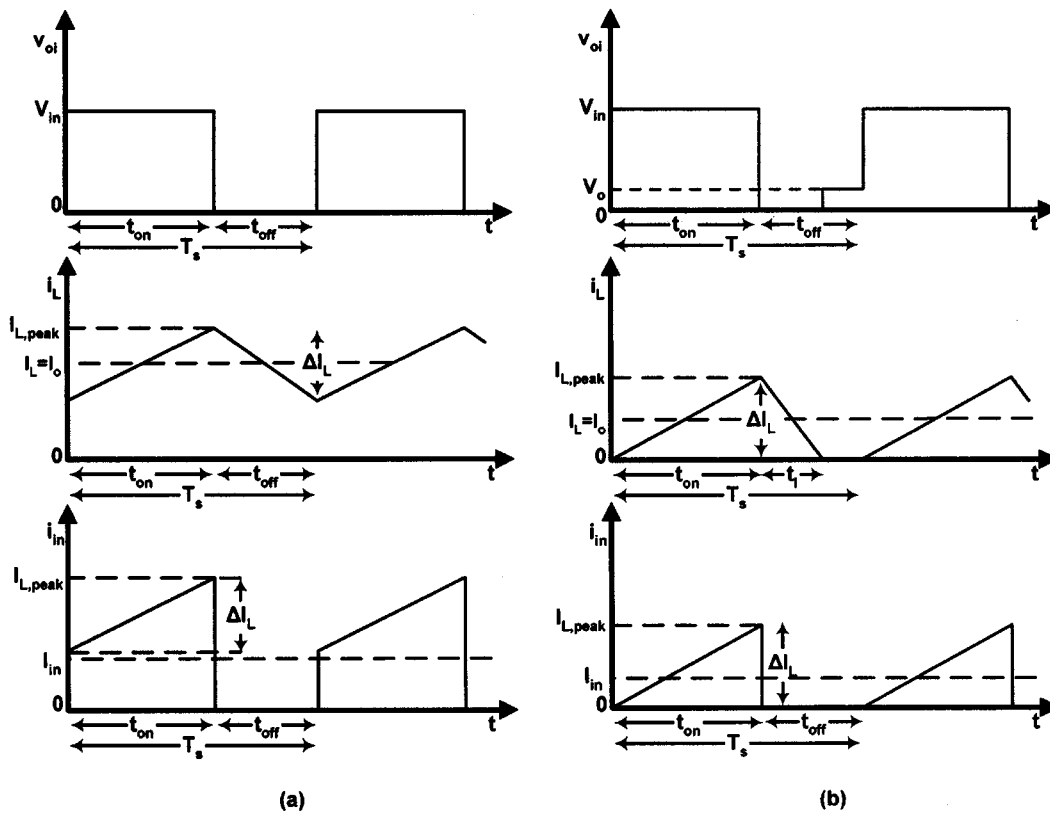 v_oi
V_in
0
t_on
t_off
T_s
t
i_L
I_L,peak
I_L=I_o
ΔI_L
0
t_on
t_off
T_s
t
i_in
I_L,peak
ΔI_L
I_in
0
t_on
t_off
T_s
t
(a)
v_oi
V_in
V_o
0
t_on
t_off
T_s
t
i_L
I_L,peak
I_L=I_o
ΔI_L
0
t_on
t_1
T_s
t
i_in
I_L,peak
ΔI_L
I_in
0
t_on
t_off
T_s
t
(b)